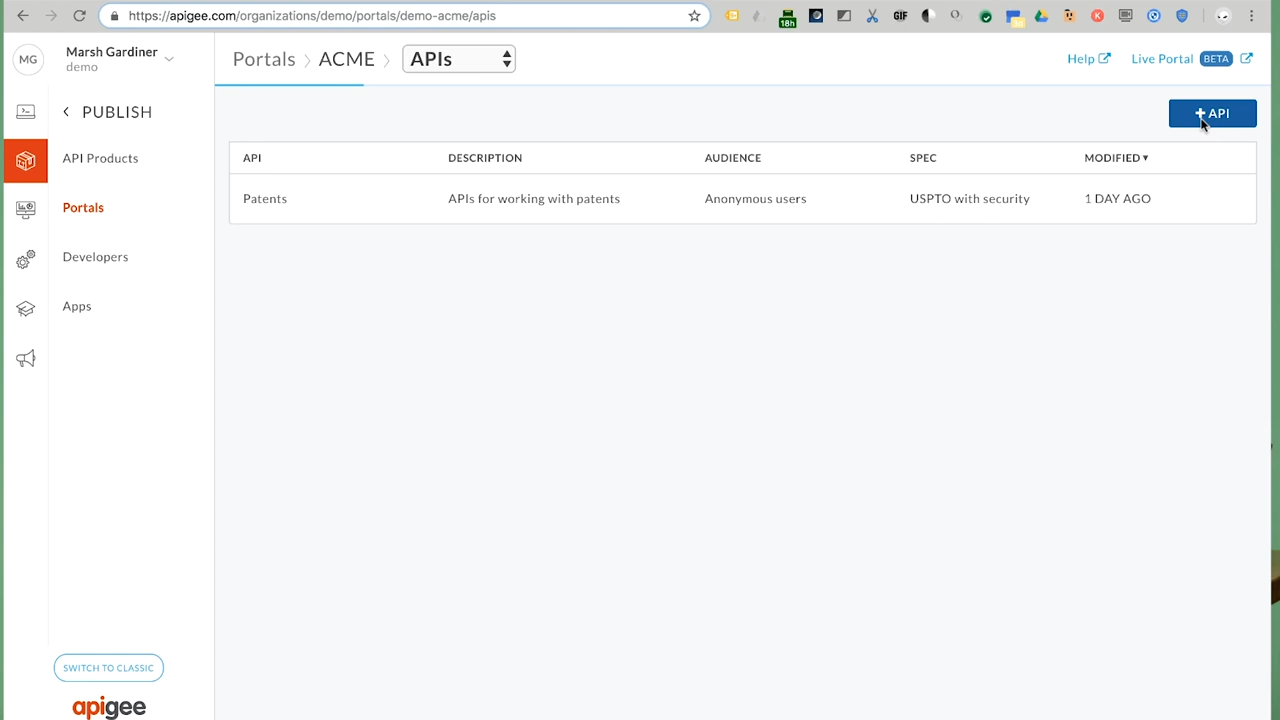 https://apigee.com/organizations/demo/portals/demo-acme/apis
GIF
18h
K
MG
Marsh Gardiner
demo
Portals > ACME > APIs
Help
Live Portal BETA
< PUBLISH
API Products
Portals
Developers
Apps
+ API
API DESCRIPTION AUDIENCE SPEC MODIFIED ▾
Patents APIs for working with patents Anonymous users USPTO with security 1 DAY AGO
SWITCH TO CLASSIC
apigee